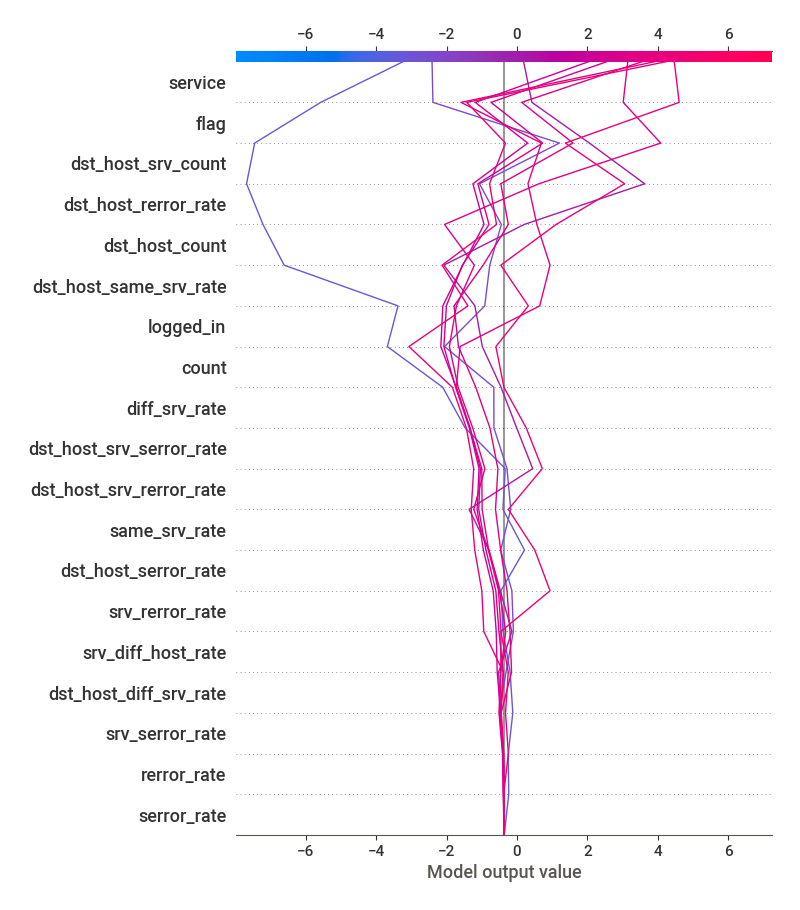 −6 −4 −2 0 2 4 6
service
flag
dst_host_srv_count
dst_host_rerror_rate
dst_host_count
dst_host_same_srv_rate
logged_in
count
diff_srv_rate
dst_host_srv_serror_rate
dst_host_srv_rerror_rate
same_srv_rate
dst_host_serror_rate
srv_rerror_rate
srv_diff_host_rate
dst_host_diff_srv_rate
srv_serror_rate
rerror_rate
serror_rate
−6 −4 −2 0 2 4 6
Model output value